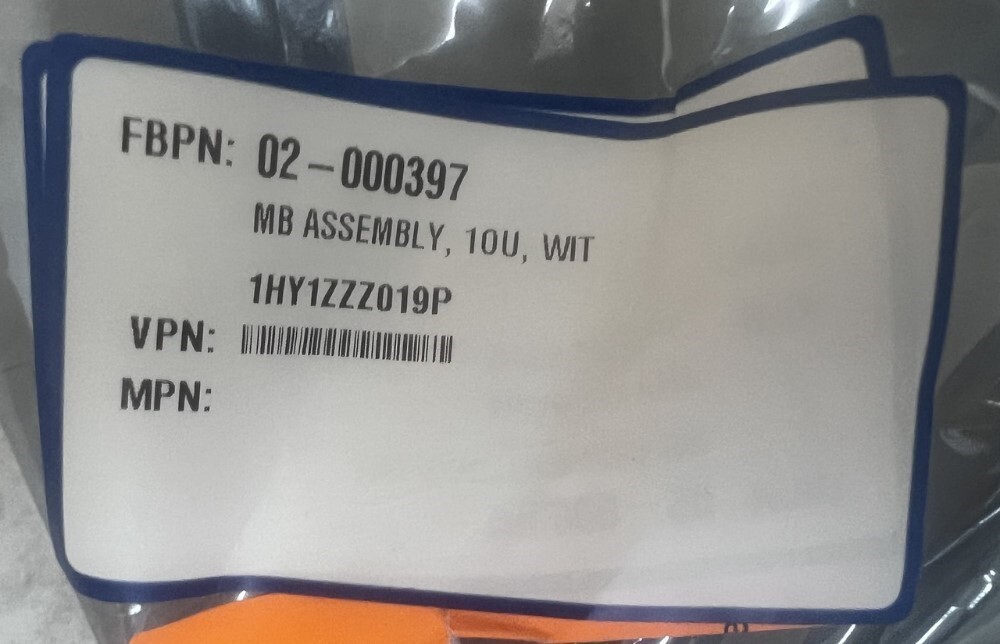 FBPN: 02-000397
MB ASSEMBLY, 10U, WIT
1HY1ZZZ019P
VPN:
MPN: